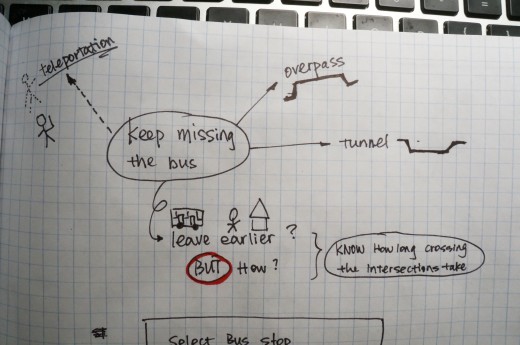 teleportation
overpass
Keep missing
the bus
tunnel
leave earlier ?
BUT How?
KNOW How long crossing
the intersections take
Select Bus stop